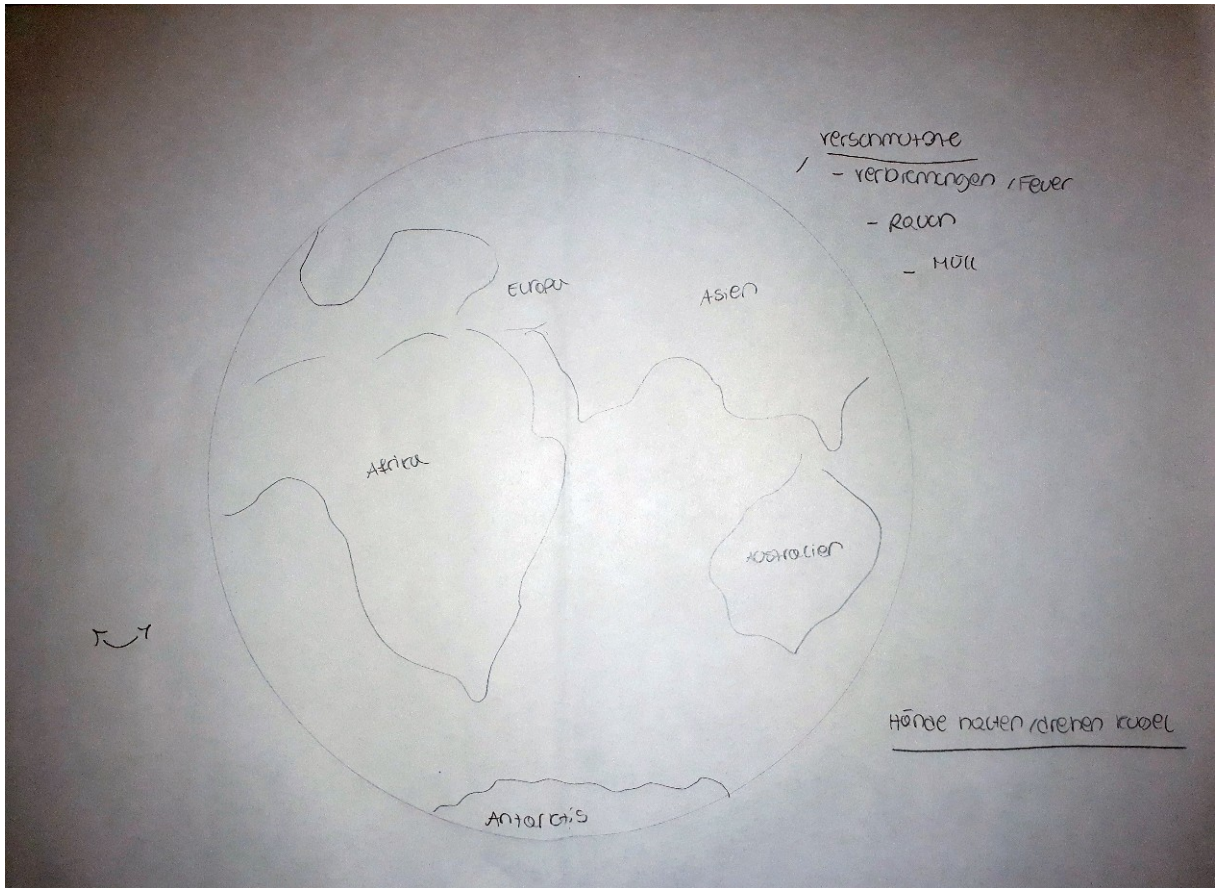 verschmutzte
- Verbrennungen / Feuer
- Rauch
- Müll
Europa
Asien
Afrika
Australien
Hände halten / drehen Kugel
Antarctis